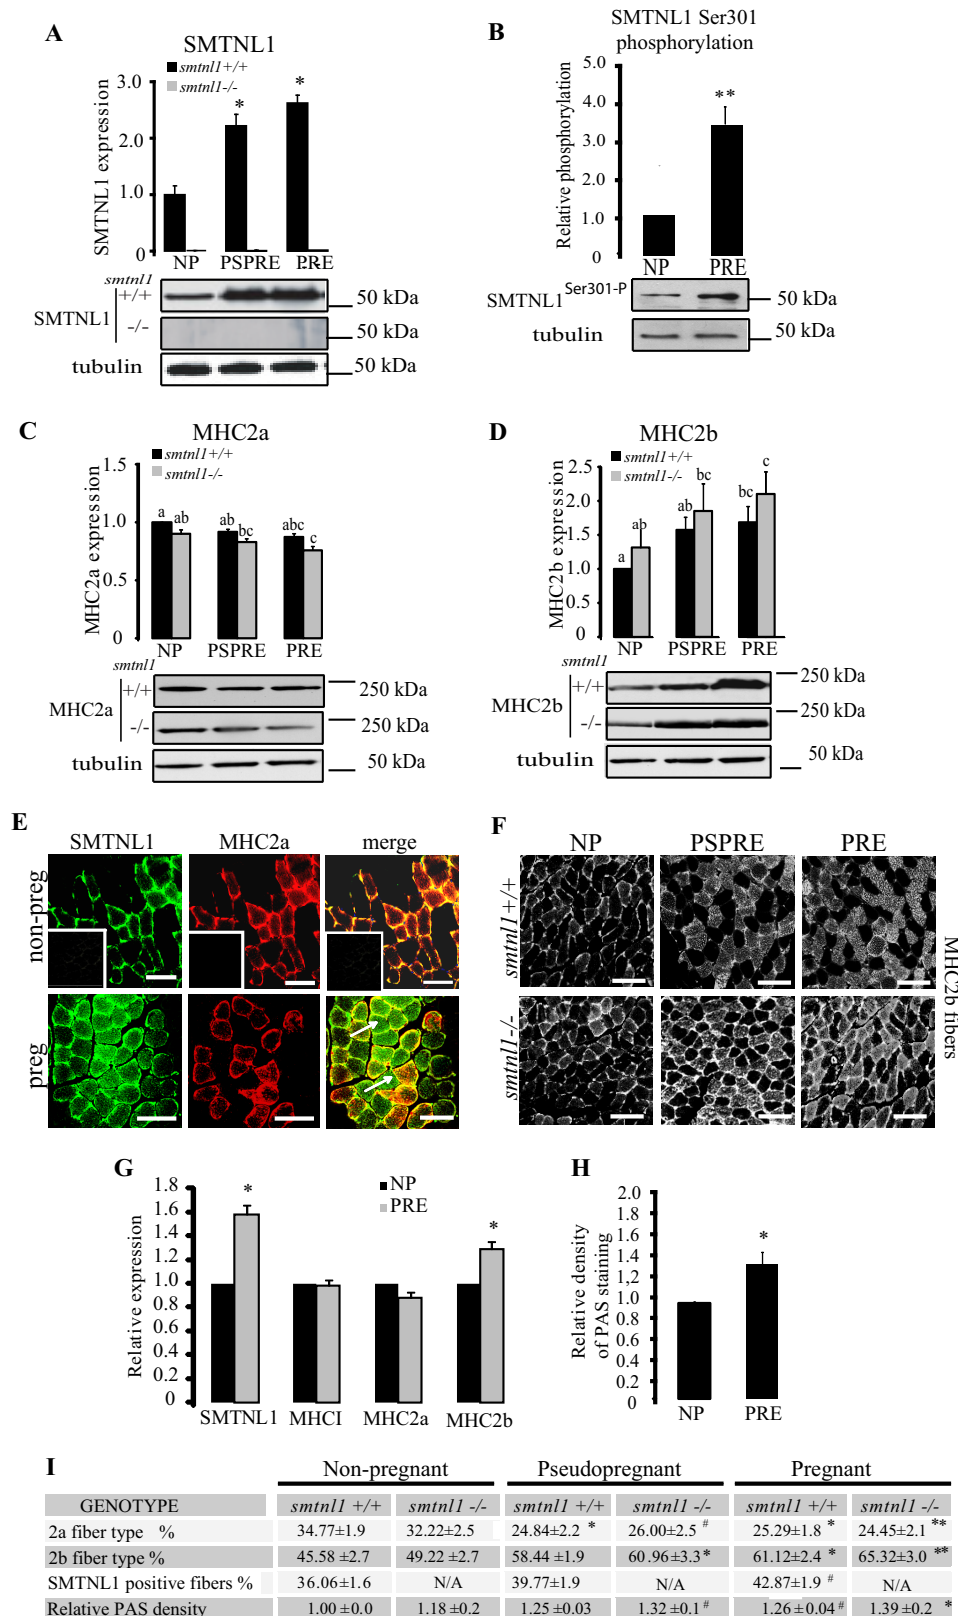 A
SMTNL1
smtnl1+/+
smtnl1-/-
SMTNL1 expression
3.0
2.0
1.0
0
*
*
NP PSPRE PRE
smtnl1
SMTNL1
+/+
-/-
50 kDa
50 kDa
tubulin
50 kDa
B
SMTNL1 Ser301
phosphorylation
Relative phosphorylation
5.0
4.0
3.0
2.0
1.0
0
**
NP PRE
SMTNL1 Ser301-P
50 kDa
tubulin
50 kDa
C
MHC2a
smtnl1+/+
smtnl1-/-
MHC2a expression
1.5
1.0
0.5
0
a ab ab bc abc c
NP PSPRE PRE
smtnl1
MHC2a
+/+
-/-
250 kDa
250 kDa
tubulin
50 kDa
D
MHC2b
smtnl1+/+
smtnl1-/-
MHC2b expression
2.5
2.0
1.5
1.0
0.5
0
a ab ab bc bc c
NP PSPRE PRE
smtnl1
MHC2b
+/+
-/-
250 kDa
250 kDa
tubulin
50 kDa
E
SMTNL1 MHC2a merge
non-preg
preg
F
NP PSPRE PRE
smtnl1+/+
smtnl1-/-
MHC2b fibers
G
Relative expression
1.8
1.6
1.4
1.2
1.0
0.8
0.6
0.4
0.2
0
NP
PRE
*
*
SMTNL1 MHCI MHC2a MHC2b
H
Relative density
of PAS staining
2.0
1.8
1.6
1.4
1,2
1.0
0.8
0.6
0.4
0.2
0
*
NP PRE
I
Non-pregnant Pseudopregnant Pregnant
GENOTYPE smtnl1 +/+ smtnl1 -/- smtnl1 +/+ smtnl1 -/- smtnl1 +/+ smtnl1 -/-
2a fiber type % 34.77±1.9 32.22±2.5 24.84±2.2 * 26.00±2.5 # 25.29±1.8 * 24.45±2.1 **
2b fiber type % 45.58 ±2.7 49.22 ±2.7 58.44 ±1.9 60.96±3.3* 61.12±2.4 * 65.32±3.0 **
SMTNL1 positive fibers % 36.06±1.6 N/A 39.77±1.9 N/A 42.87±1.9 # N/A
Relative PAS density 1.00 ±0.0 1.18 ±0.2 1.25 ±0.03 1.32 ±0.1# 1.26 ±0.04# 1.39 ±0.2 *